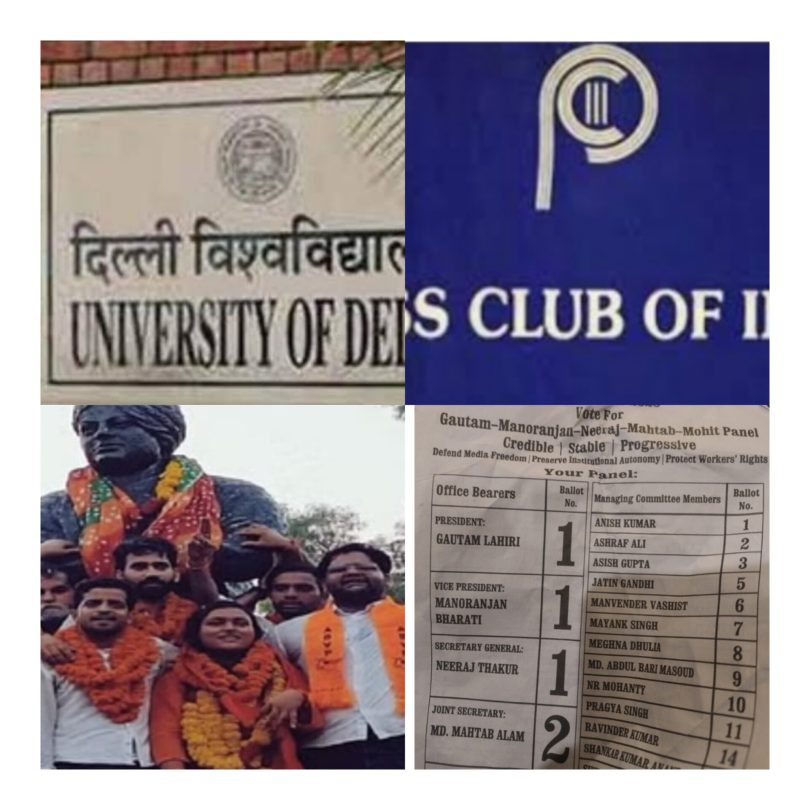 दिल्ली विश्वविद्याल
UNIVERSITY OF DEL
SS CLUB OF I
Vote For
Gautam–Manoranjan–Neeraj–Mahtab–Mohit Panel
Credible | Stable | Progressive
Defend Media Freedom | Preserve Institutional Autonomy | Protect Workers' Rights
Your Panel:
Office Bearers Ballot No.
PRESIDENT:
GAUTAM LAHIRI 1
VICE PRESIDENT:
MANORANJAN
BHARATI 1
SECRETARY GENERAL:
NEERAJ THAKUR 1
JOINT SECRETARY:
MD. MAHTAB ALAM 2
Managing Committee Members Ballot No.
ANISH KUMAR 1
ASHRAF ALI 2
ASISH GUPTA 3
JATIN GANDHI 5
MANVENDER VASHIST 6
MAYANK SINGH 7
MEGHNA DHULIA 8
MD. ABDUL BARI MASOUD 9
NR MOHANTY 10
PRAGYA SINGH 11
RAVINDER KUMAR 14
SHANKAR KUMAR